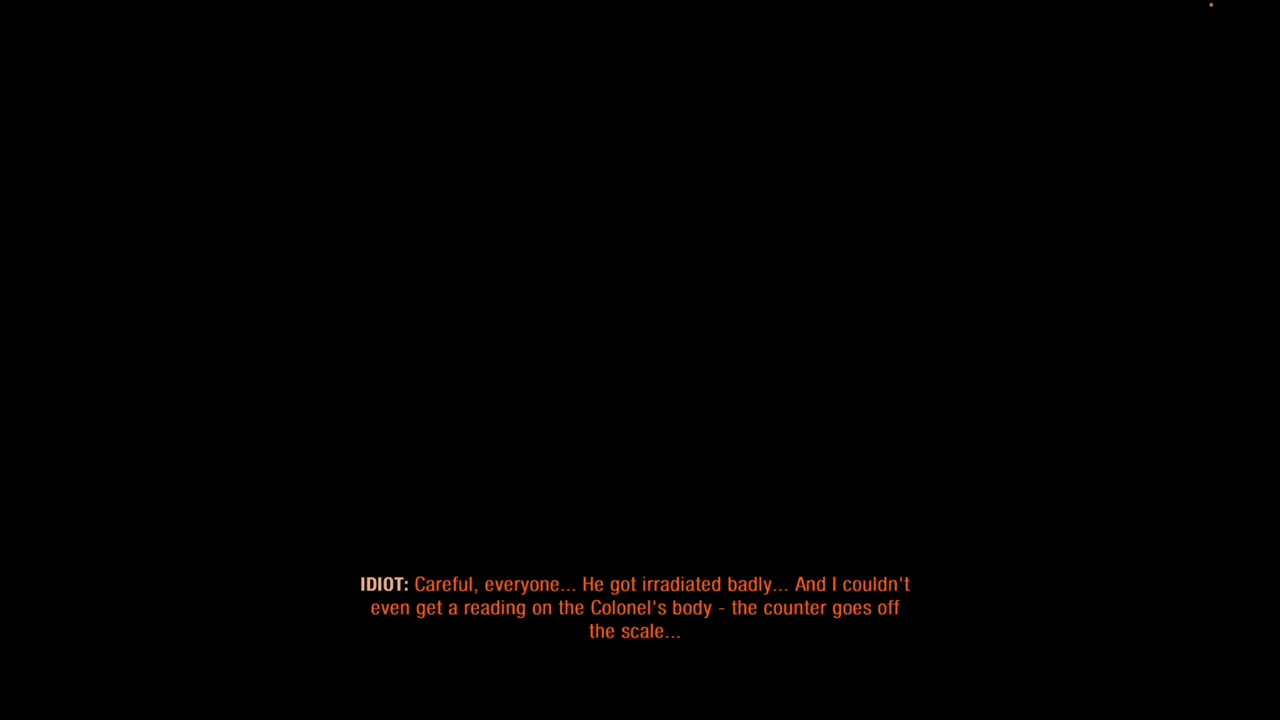 IDIOT: Careful, everyone... He got irradiated badly... And I couldn't
even get a reading on the Colonel's body - the counter goes off
the scale...